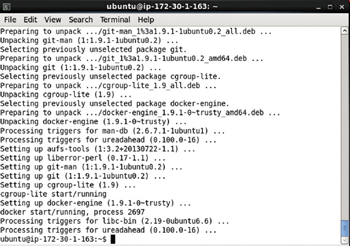 ubuntu@ip-172-30-1-163: ~
File Edit View Search Terminal Help
Preparing to unpack .../git-man_1%3a1.9.1-1ubuntu0.2_all.deb ...
Unpacking git-man (1:1.9.1-1ubuntu0.2) ...
Selecting previously unselected package git.
Preparing to unpack .../git_1%3a1.9.1-1ubuntu0.2_amd64.deb ...
Unpacking git (1:1.9.1-1ubuntu0.2) ...
Selecting previously unselected package cgroup-lite.
Preparing to unpack .../cgroup-lite_1.9_all.deb ...
Unpacking cgroup-lite (1.9) ...
Selecting previously unselected package docker-engine.
Preparing to unpack .../docker-engine_1.9.1-0~trusty_amd64.deb ...
Unpacking docker-engine (1.9.1-0~trusty) ...
Processing triggers for man-db (2.6.7.1-1ubuntu1) ...
Processing triggers for ureadahead (0.100.0-16) ...
Setting up aufs-tools (1:3.2+20130722-1.1) ...
Setting up liberror-perl (0.17-1.1) ...
Setting up git-man (1:1.9.1-1ubuntu0.2) ...
Setting up git (1:1.9.1-1ubuntu0.2) ...
Setting up cgroup-lite (1.9) ...
cgroup-lite start/running
Setting up docker-engine (1.9.1-0~trusty) ...
docker start/running, process 2697
Processing triggers for libc-bin (2.19-0ubuntu6.6) ...
Processing triggers for ureadahead (0.100.0-16) ...
ubuntu@ip-172-30-1-163:~$